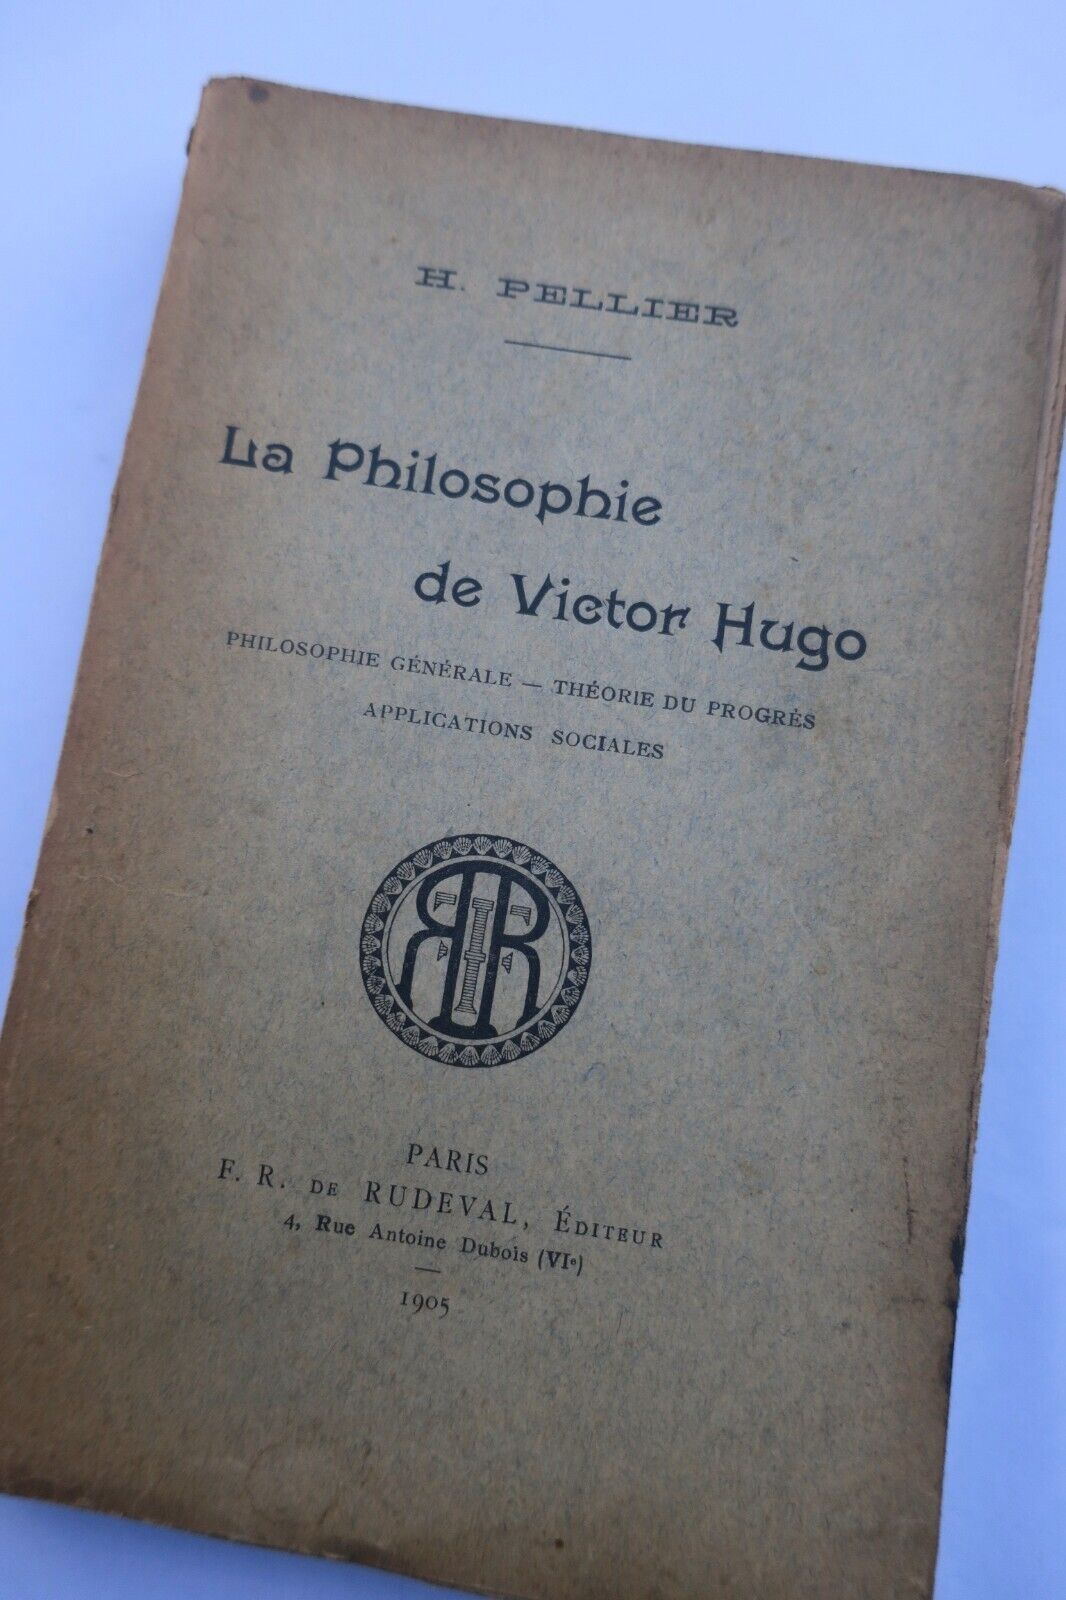 H. PELLIER
La Philosophie
de Victor Hugo
PHILOSOPHIE GÉNÉRALE — THÉORIE DU PROGRÉS
APPLICATIONS SOCIALES
PARIS
F. R. DE RUDEVAL, ÉDITEUR
4, Rue Antoine Dubois (VIe)
1905